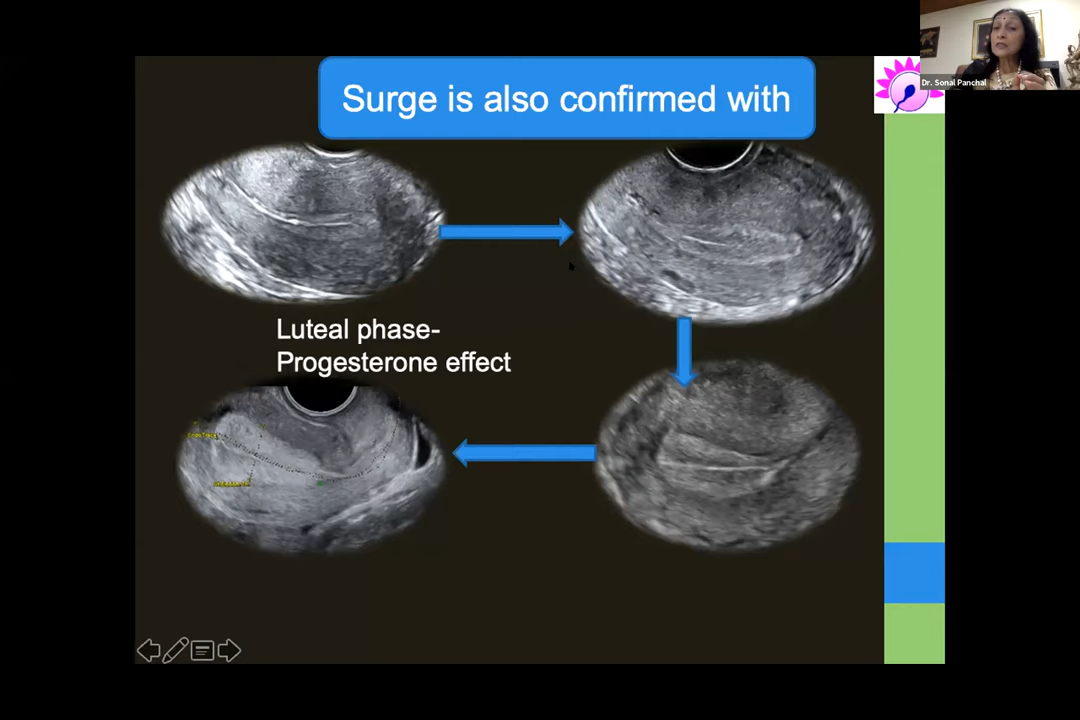 Surge is also confirmed with
Dr. Sonal Panchal
Luteal phase-
Progesterone effect